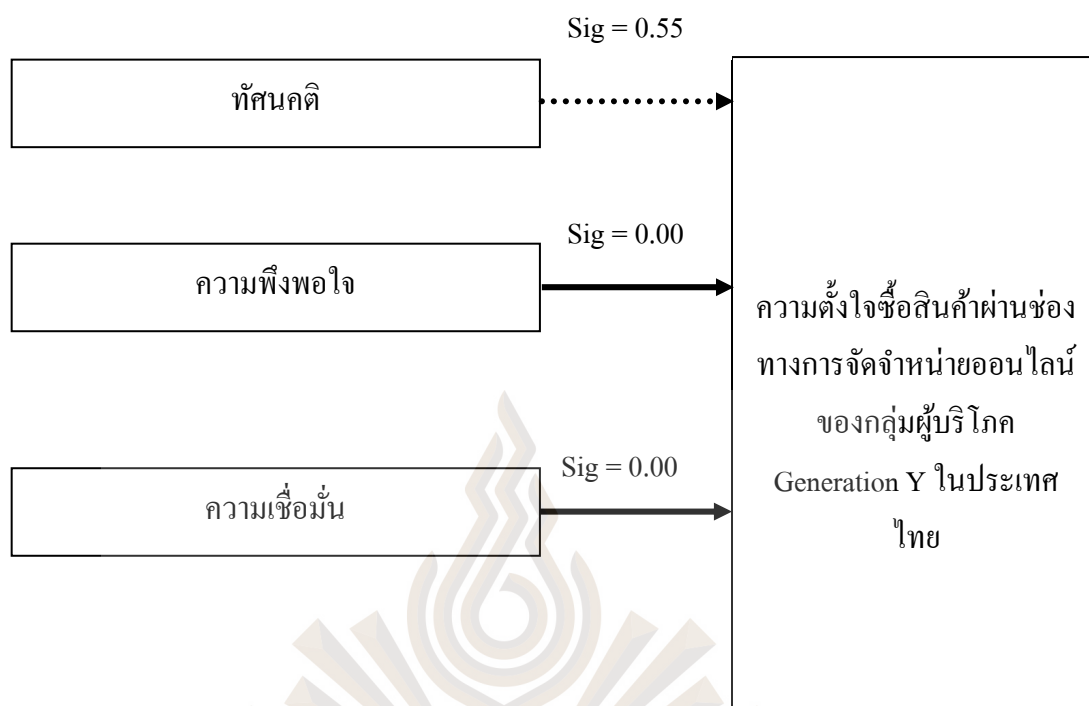 Sig = 0.55
ทัศนคติ
Sig = 0.00
ความพึงพอใจ
Sig = 0.00
ความเชื่อมั่น
ความตั้งใจซื้อสินค้าผ่านช่อง
ทางการจัดจำหน่ายออนไลน์
ของกลุ่มผู้บริโภค
Generation Y ในประเทศ
ไทย